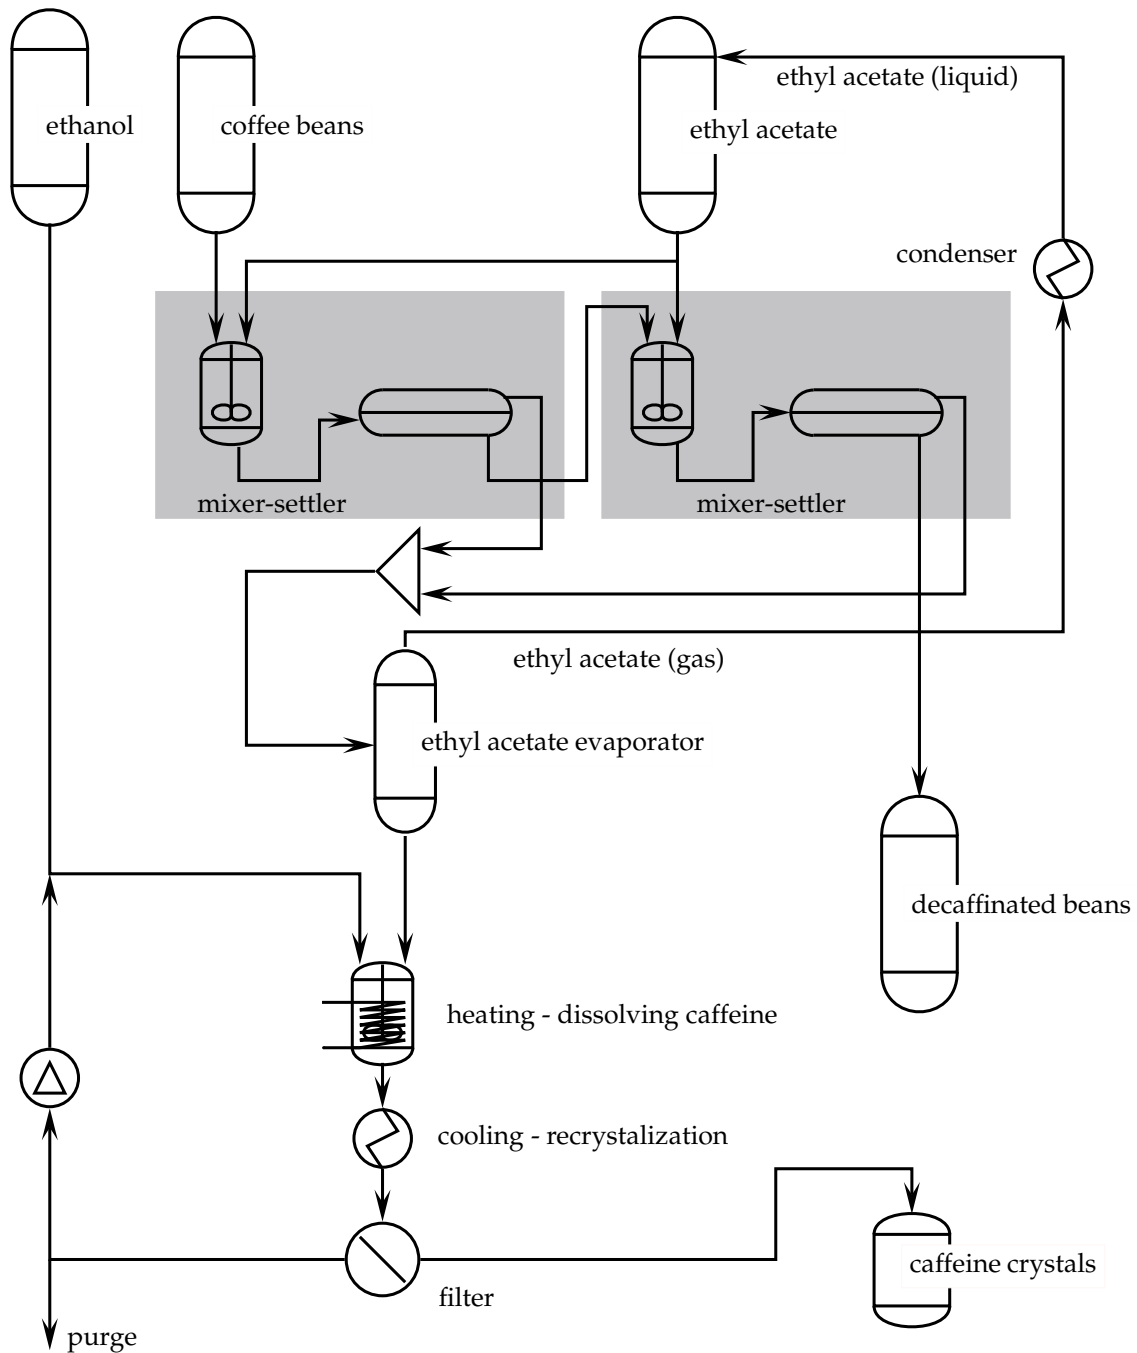 ethyl acetate (liquid)
ethanol
coffee beans
ethyl acetate
condenser
mixer-settler
mixer-settler
ethyl acetate (gas)
ethyl acetate evaporator
decaffinated beans
heating - dissolving caffeine
cooling - recrystalization
caffeine crystals
filter
purge